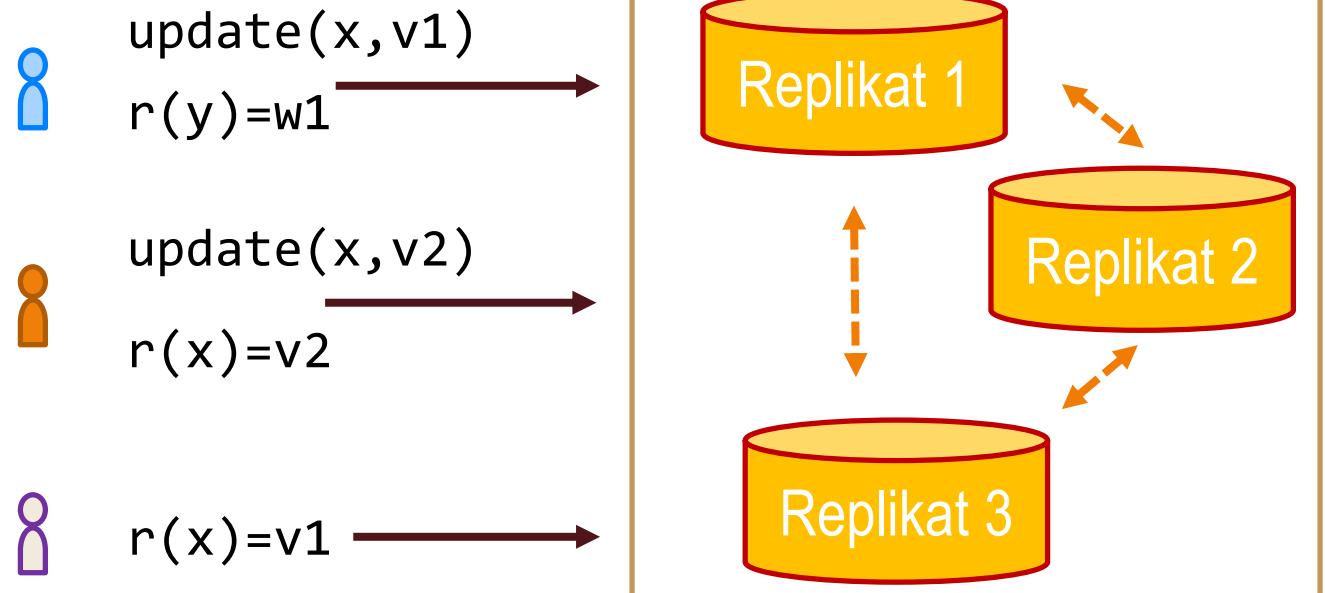 update(x,v1)
r(y)=w1
update(x,v2)
r(x)=v2
r(x)=v1
Replikat 1
Replikat 2
Replikat 3